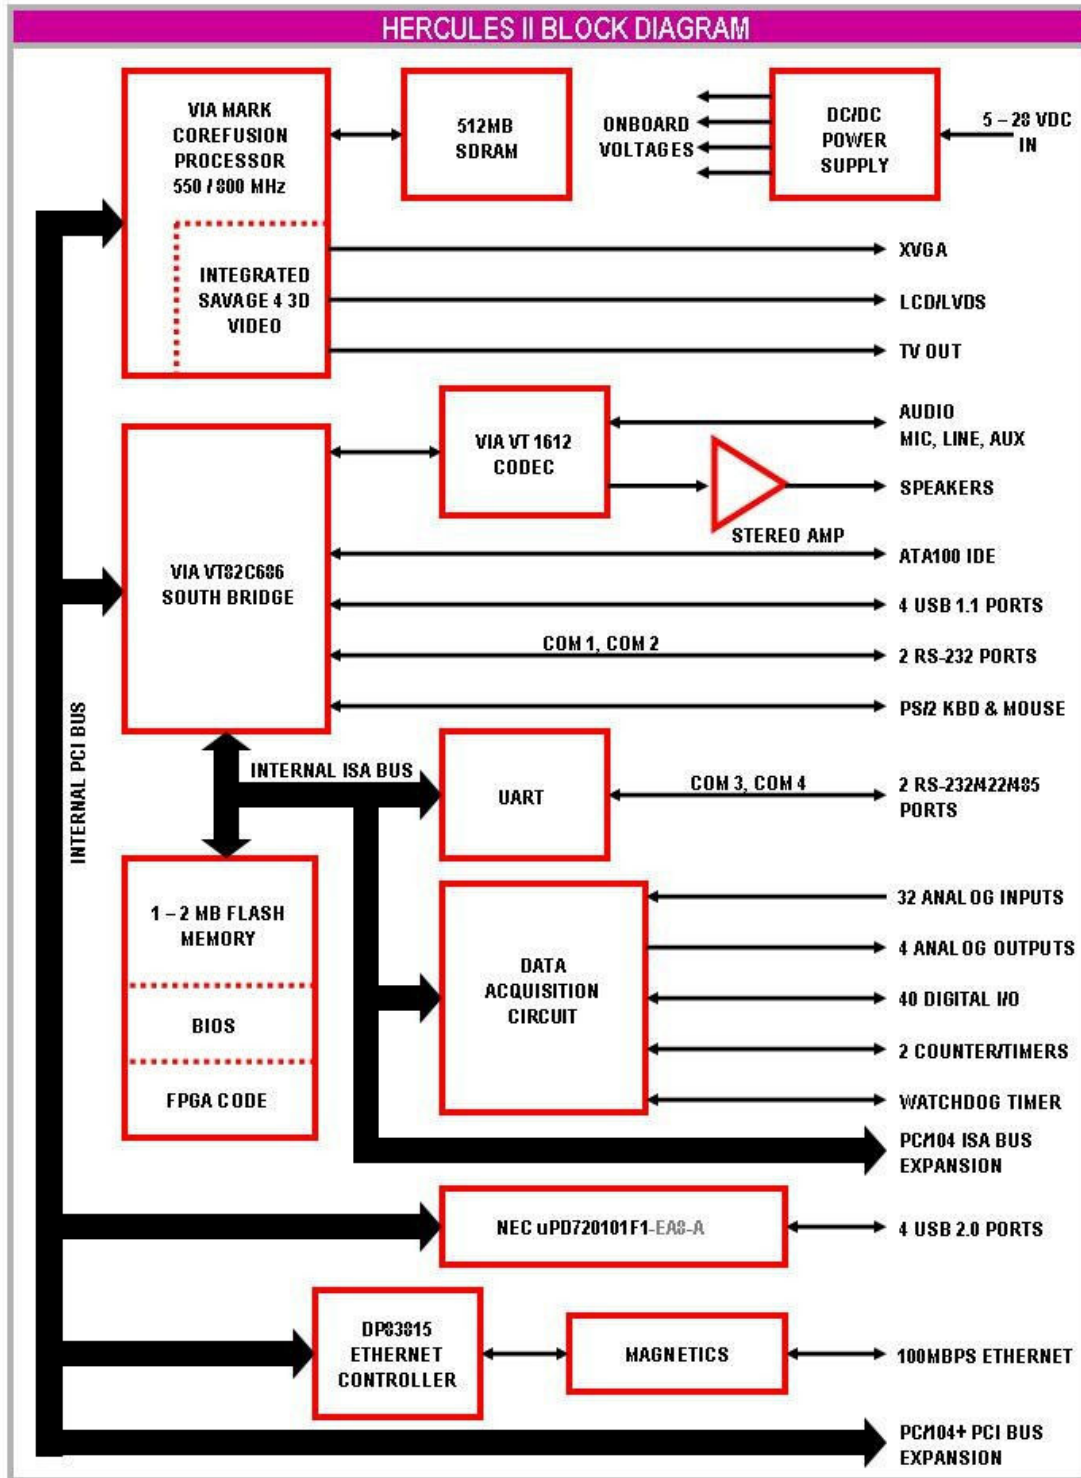 HERCULES II BLOCK DIAGRAM
VIA MARK
COREFUSION
PROCESSOR
550 / 800 MHz
512MB
SDRAM
ONBOARD
VOLTAGES
DC/DC
POWER
SUPPLY
5 – 28 VDC
IN
INTEGRATED
SAVAGE 4 3D
VIDEO
XVGA
LCD/LVDS
TV OUT
VIA VT 1612
CODEC
AUDIO
MIC, LINE, AUX
SPEAKERS
STEREO AMP
VIA VT82C686
SOUTH BRIDGE
ATA100 IDE
4 USB 1.1 PORTS
COM 1, COM 2
2 RS-232 PORTS
PS/2 KBD & MOUSE
INTERNAL PCI BUS
INTERNAL ISA BUS
UART
COM 3, COM 4
2 RS-232/422/485
PORTS
1 – 2 MB FLASH
MEMORY
BIOS
FPGA CODE
DATA
ACQUISITION
CIRCUIT
32 ANALOG INPUTS
4 ANALOG OUTPUTS
40 DIGITAL I/O
2 COUNTER/TIMERS
WATCHDOG TIMER
PC/104 ISA BUS
EXPANSION
NEC uPD720101F1-EA8-A
4 USB 2.0 PORTS
DP83815
ETHERNET
CONTROLLER
MAGNETICS
100MBPS ETHERNET
PC/104+ PCI BUS
EXPANSION